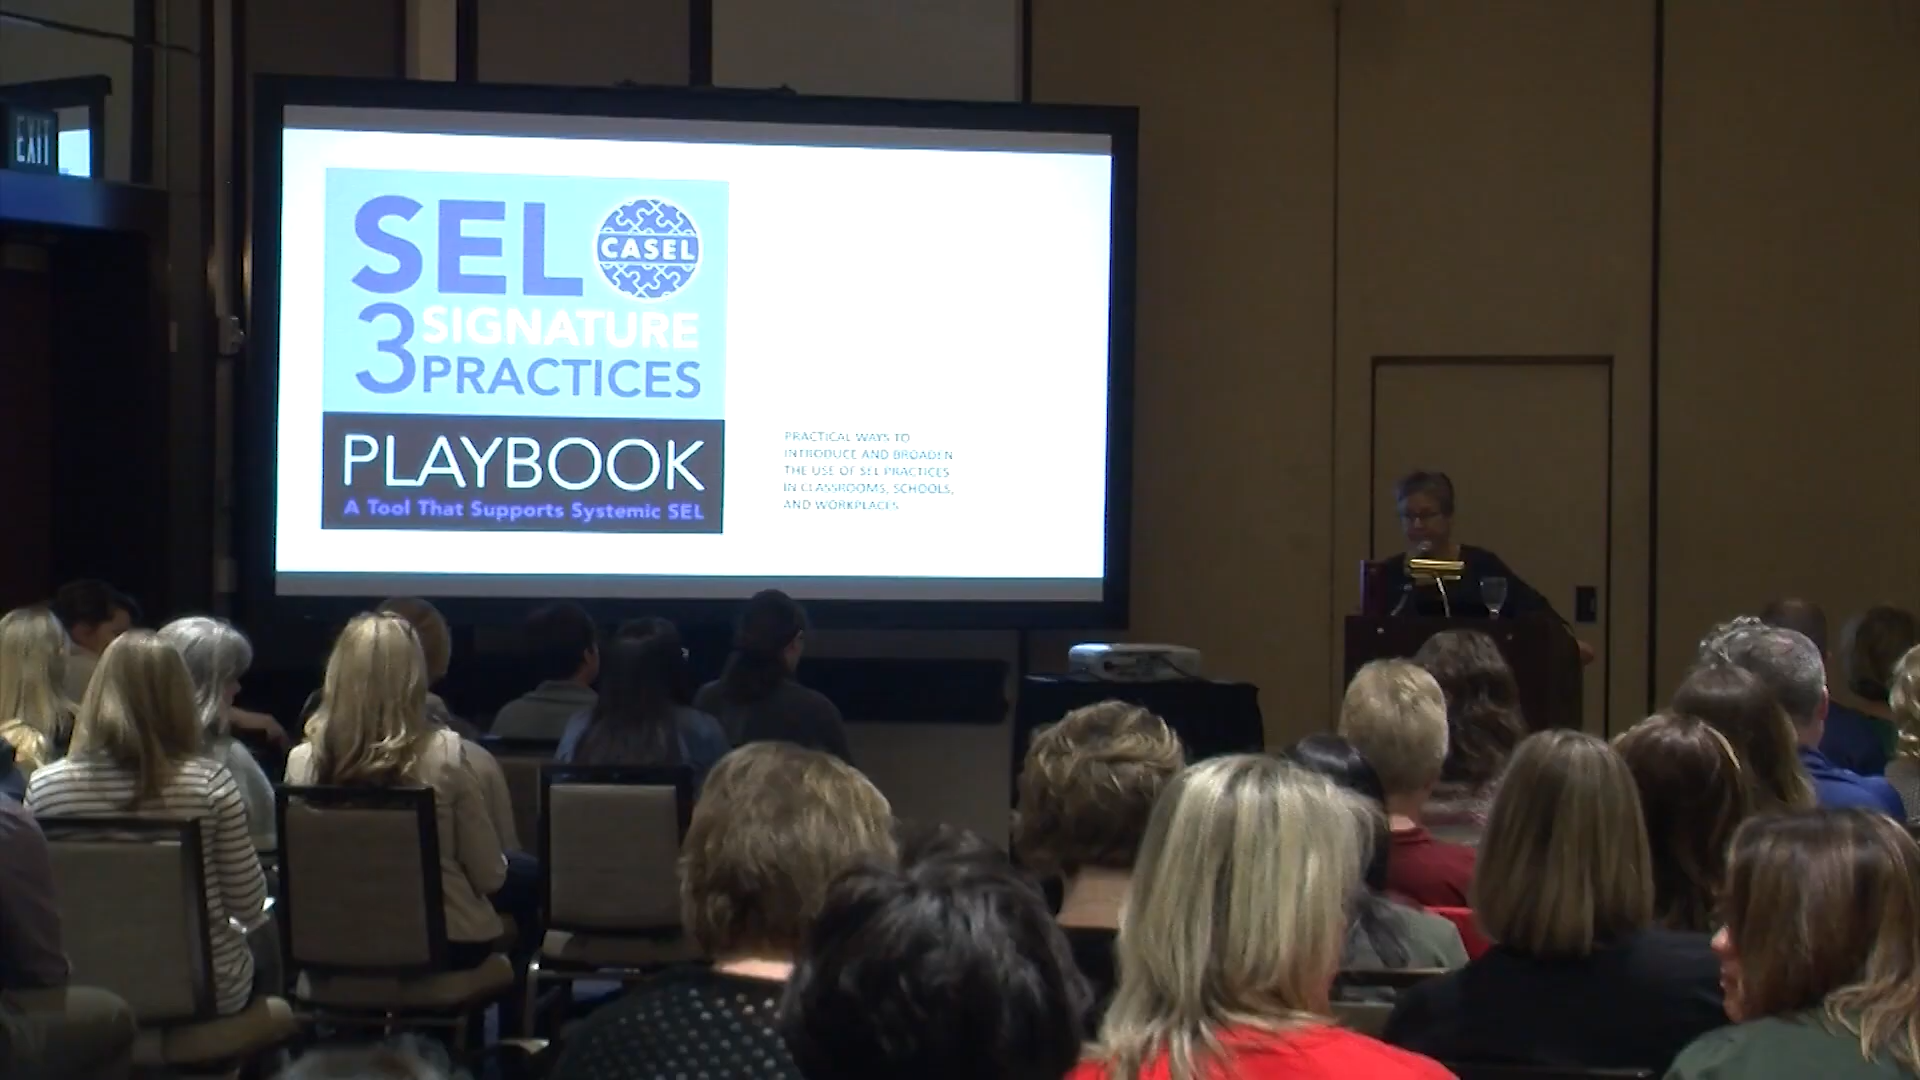 EXIT
SEL
CASEL
3 SIGNATURE
PRACTICES
PLAYBOOK
A Tool That Supports Systemic SEL
PRACTICAL WAYS TO
INTRODUCE AND BROADEN
THE USE OF SEL PRACTICES
IN CLASSROOMS, SCHOOLS,
AND WORKPLACES